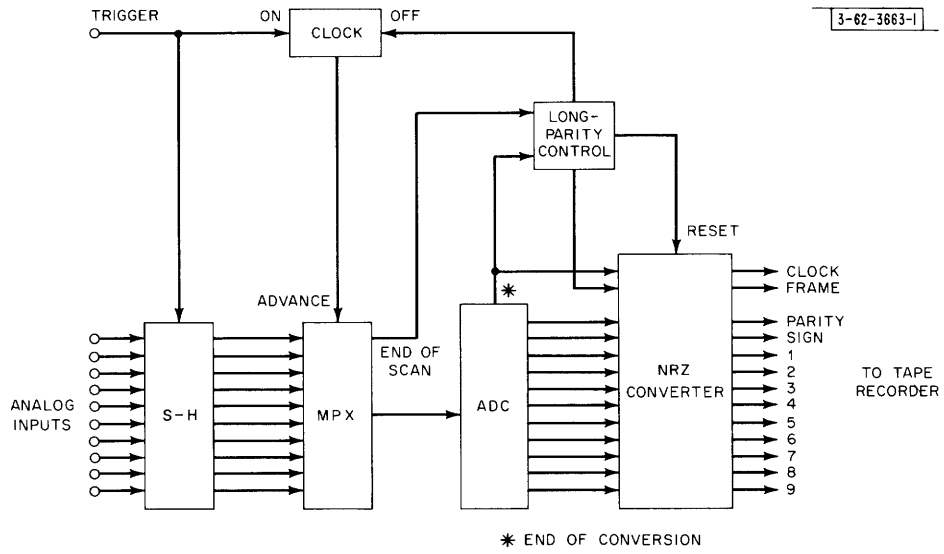 TRIGGER
ON
OFF
CLOCK
3-62-3663-1
LONG-
PARITY
CONTROL
RESET
ADVANCE
*
END OF
SCAN
ANALOG
INPUTS
S-H
MPX
ADC
NRZ
CONVERTER
CLOCK
FRAME
PARITY
SIGN
1
2
3
4
5
6
7
8
9
TO TAPE
RECORDER
* END OF CONVERSION